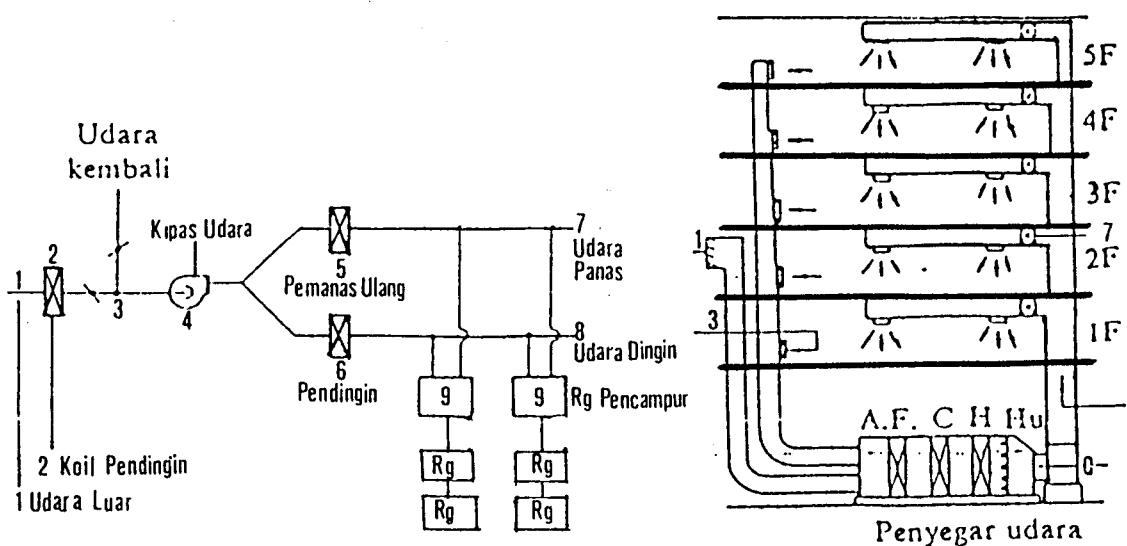 Udara
kembali
Kipas Udara
2
1
3
4
5
Pemanas Ulang
7
Udara
Panas
8
Udara Dingin
6
Pendingin
9
9
Rg Pencampur
Rg
Rg
Rg
Rg
2 Koil Pendingin
1 Udara Luar
5F
4F
3F
7
2F
1
3
1F
A.F. C H Hu
Penyegar udara